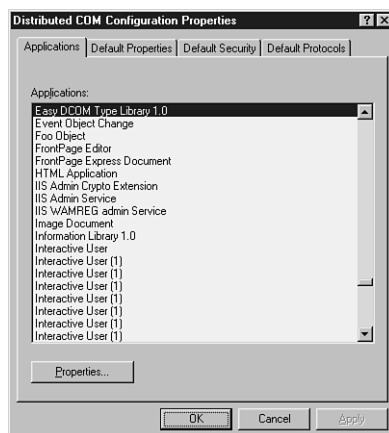 Distributed COM Configuration Properties
Applications Default Properties Default Security Default Protocols
Applications:
Easy DCOM Type Library 1.0
Event Object Change
Foo Object
FrontPage Editor
FrontPage Express Document
HTML Application
IIS Admin Crypto Extension
IIS Admin Service
IIS WAMREG admin Service
Image Document
Information Library 1.0
Interactive User
Interactive User (1)
Interactive User (1)
Interactive User (1)
Interactive User (1)
Interactive User (1)
Interactive User (1)
Interactive User (1)
Properties...
OK Cancel Apply